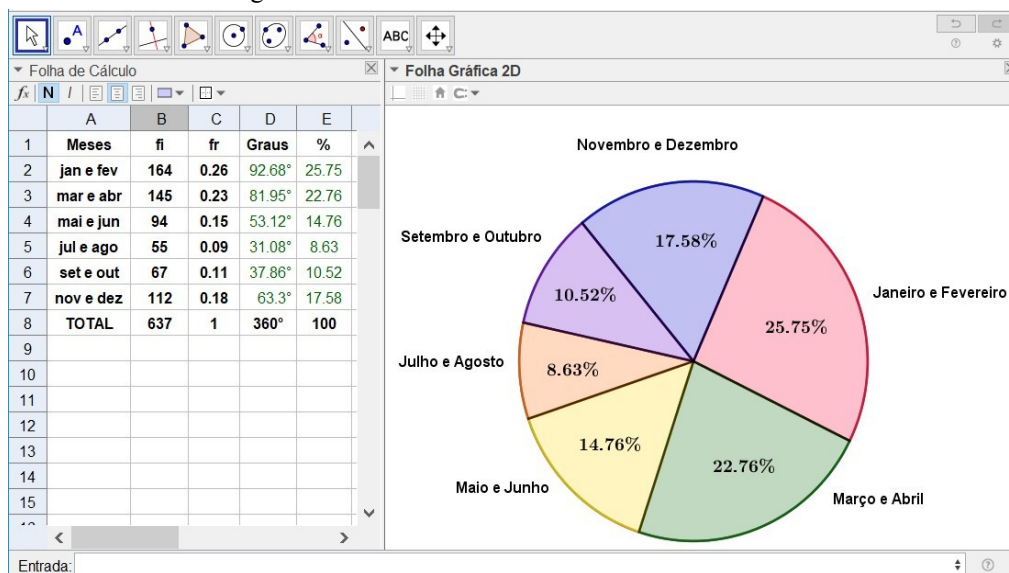 ABC
Folha de Cálculo
Folha Gráfica 2D
fx N I
A B C D E
1 Meses fi fr Graus %
2 jan e fev 164 0.26 92.68° 25.75
3 mar e abr 145 0.23 81.95° 22.76
4 mai e jun 94 0.15 53.12° 14.76
5 jul e ago 55 0.09 31.08° 8.63
6 set e out 67 0.11 37.86° 10.52
7 nov e dez 112 0.18 63.3° 17.58
8 TOTAL 637 1 360° 100
9
10
11
12
13
14
15
Novembro e Dezembro
17.58%
Setembro e Outubro
10.52%
Janeiro e Fevereiro
25.75%
Julho e Agosto
8.63%
14.76%
Maio e Junho
22.76%
Março e Abril
Entrada: